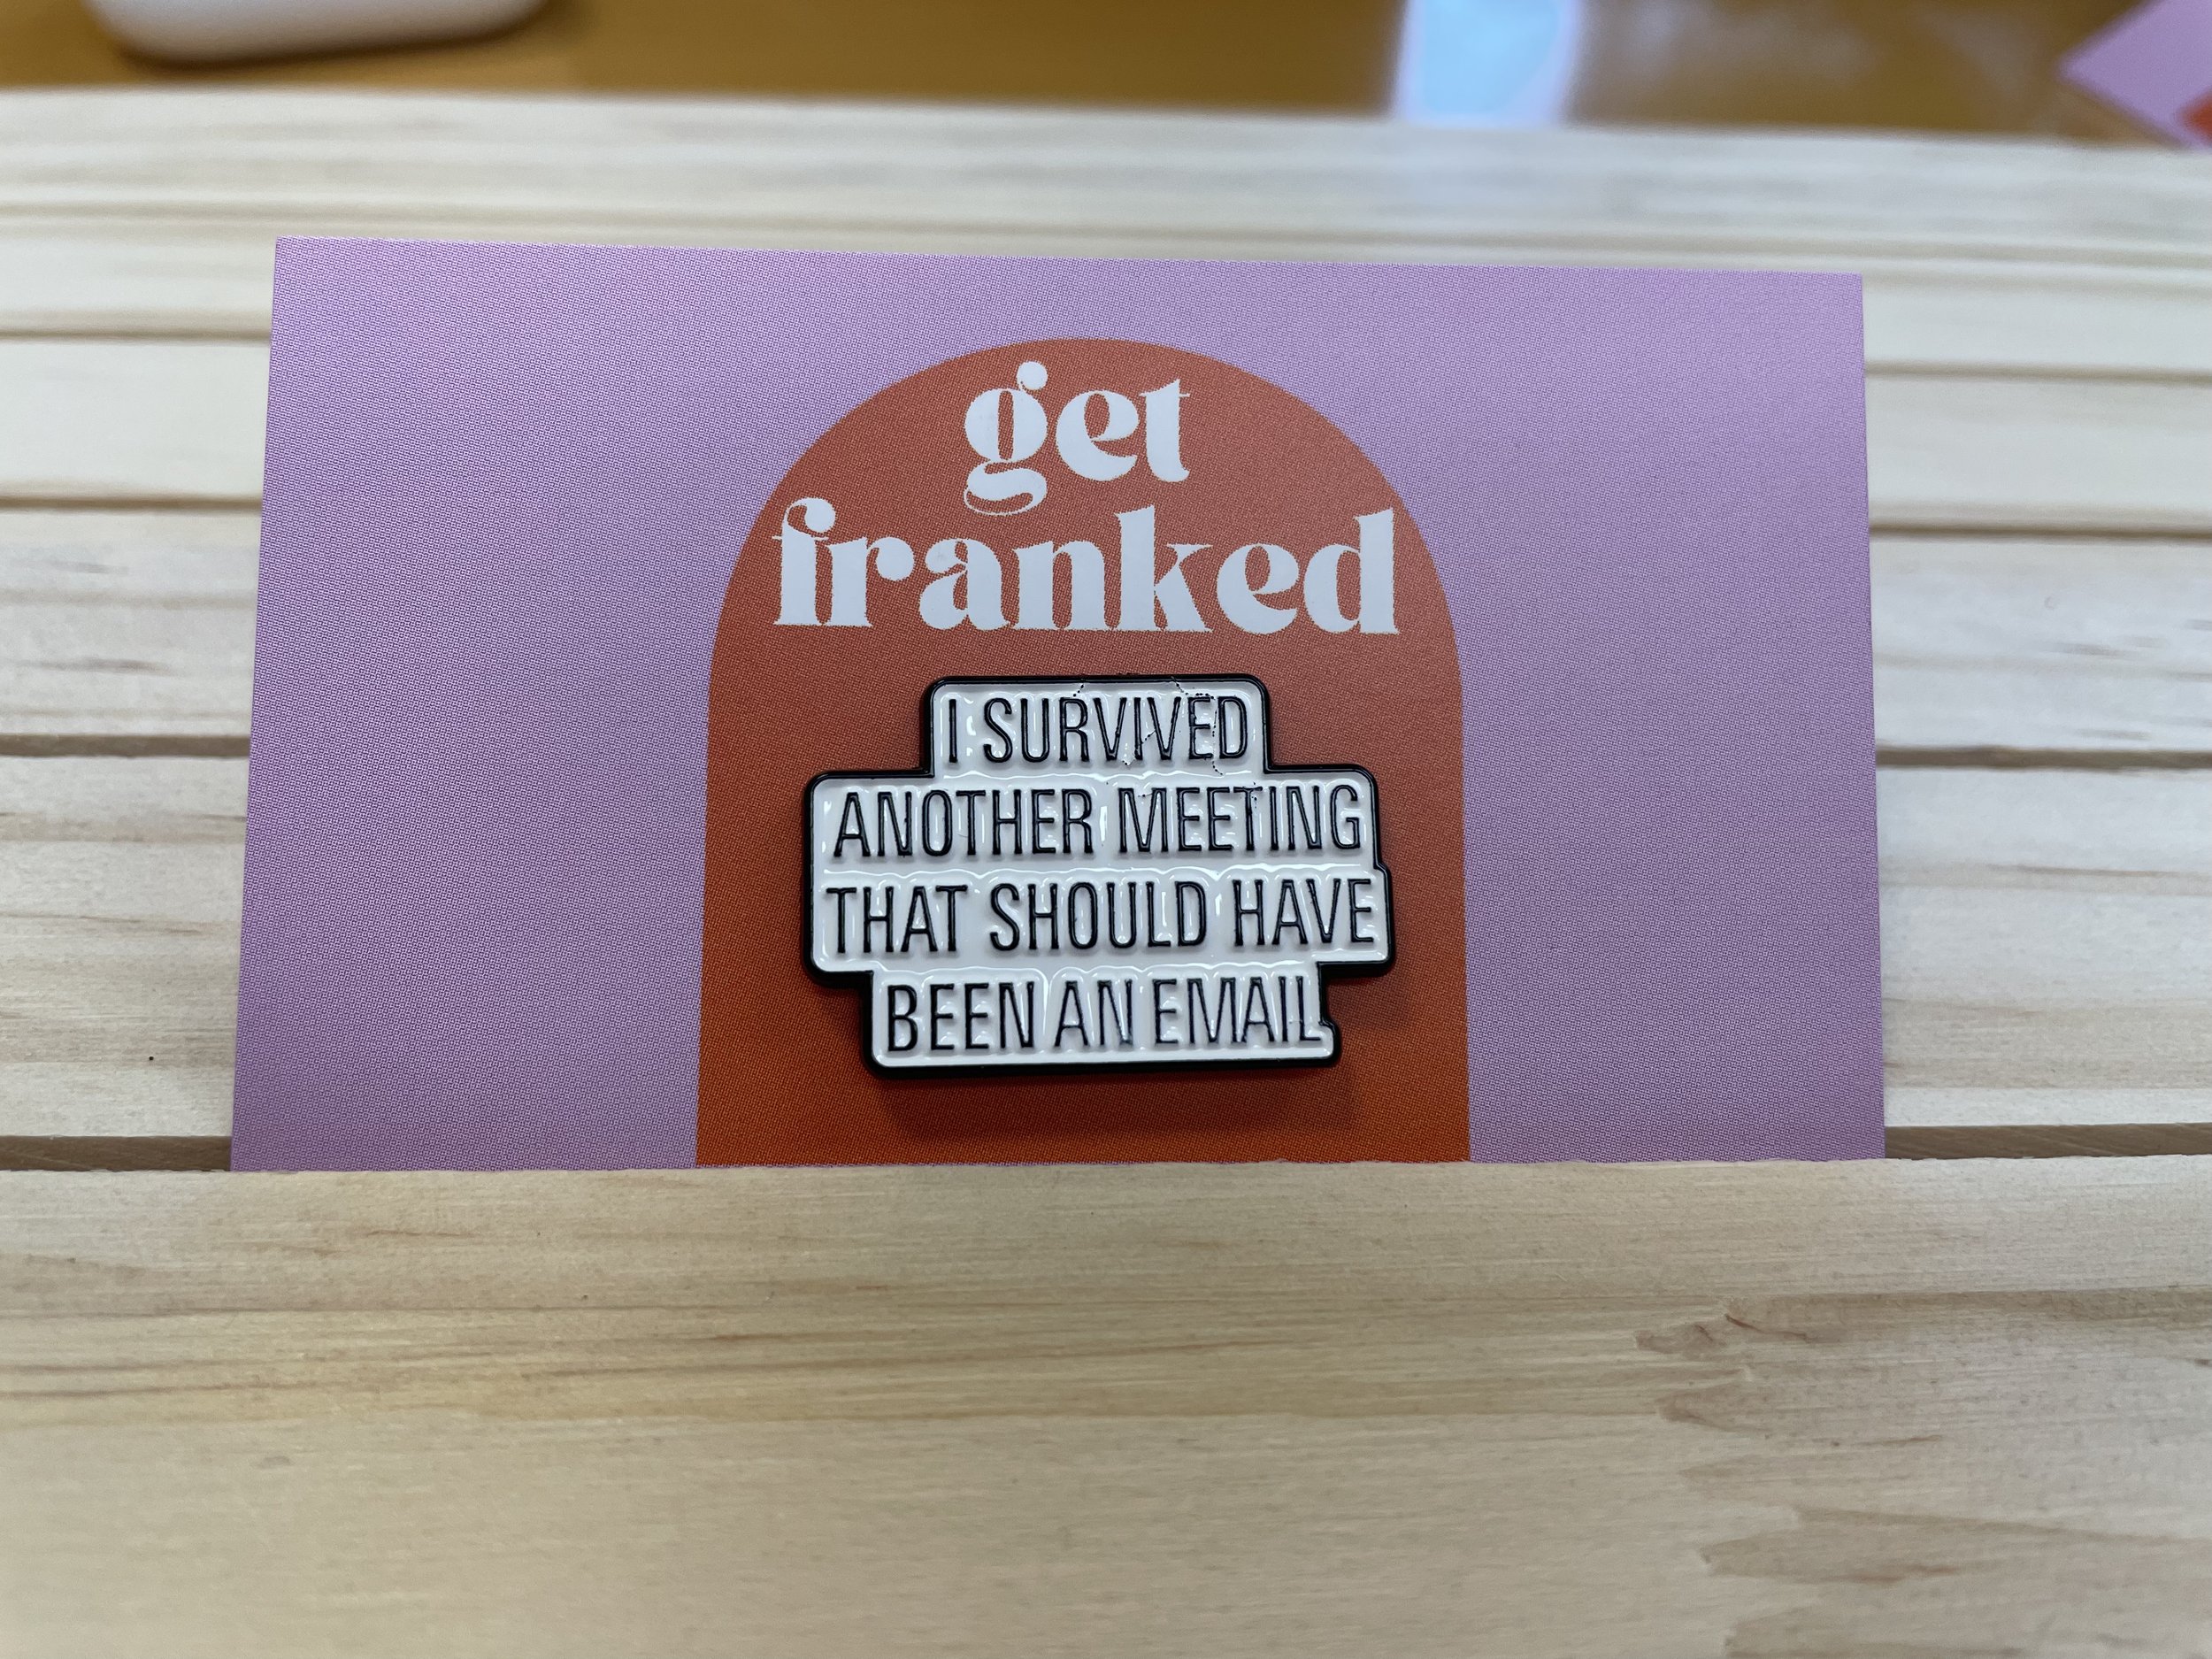 get
franked
I SURVIVED
ANOTHER MEETING
THAT SHOULD HAVE
BEEN AN EMAIL